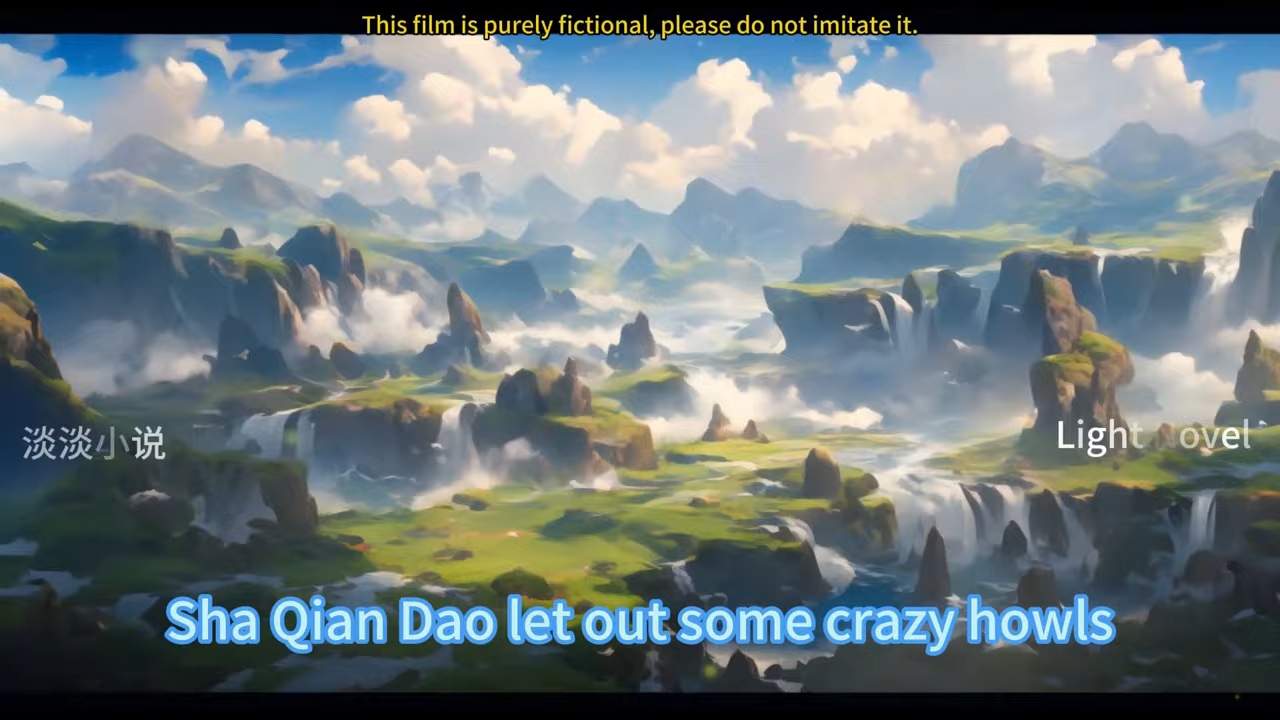 This film is purely fictional, please do not imitate it.
淡淡小说
Light Novel
Sha Qian Dao let out some crazy howls